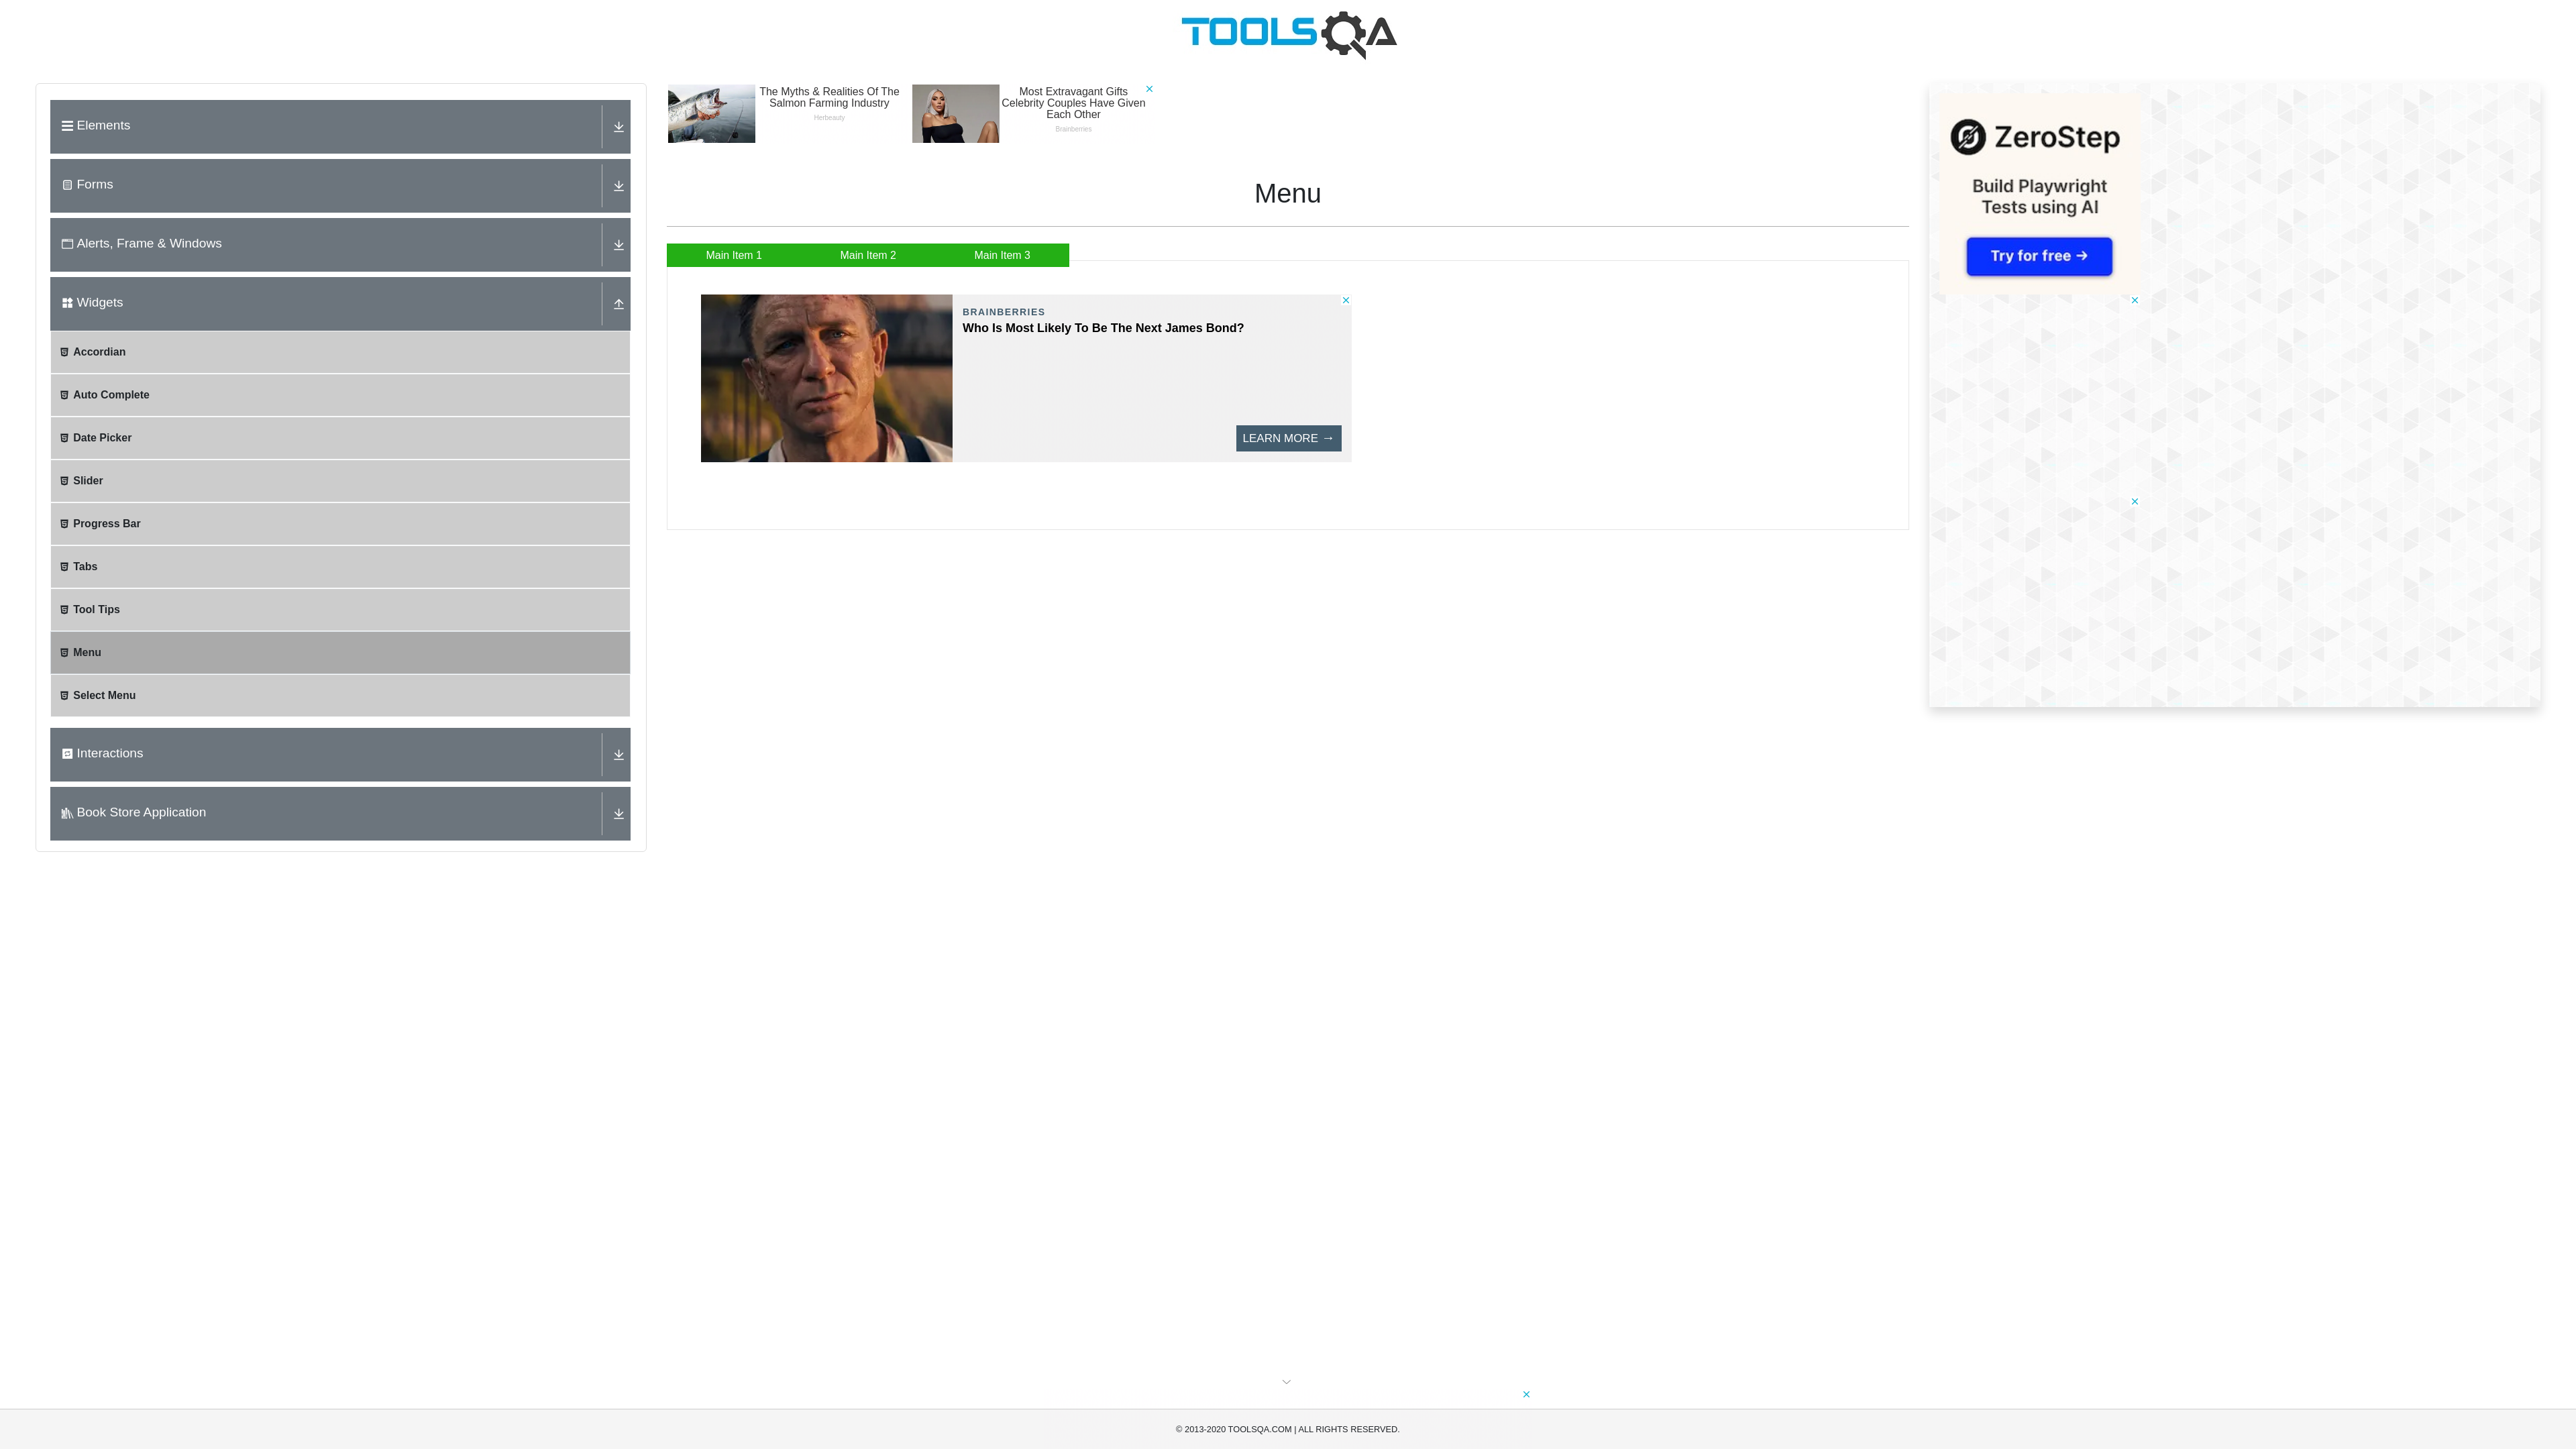 TOOLSQA
Elements
Forms
Alerts, Frame & Windows
Widgets
Accordian
Auto Complete
Date Picker
Slider
Progress Bar
Tabs
Tool Tips
Menu
Select Menu
Interactions
Book Store Application
The Myths & Realities Of The
Salmon Farming Industry
Herbeauty
Most Extravagant Gifts
Celebrity Couples Have Given
Each Other
Brainberries
Menu
Main Item 1
Main Item 2
Main Item 3
BRAINBERRIES
Who Is Most Likely To Be The Next James Bond?
LEARN MORE →
ZeroStep
Build Playwright
Tests using AI
Try for free →
© 2013-2020 TOOLSQA.COM | ALL RIGHTS RESERVED.